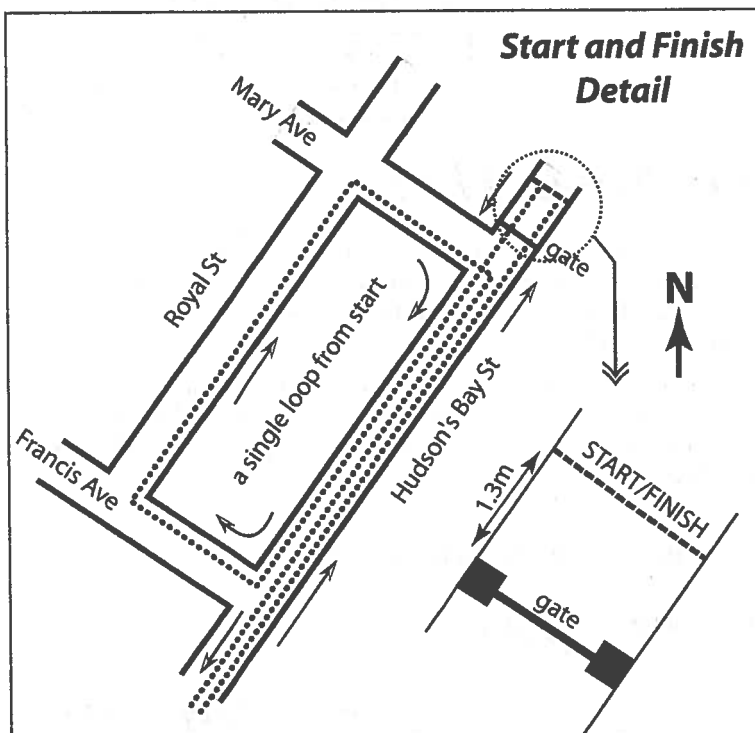 Start and Finish
Detail
Mary Ave
Royal St
gate
N
a single loop from start
Hudson's Bay St
Francis Ave
1.3m
START/FINISH
gate